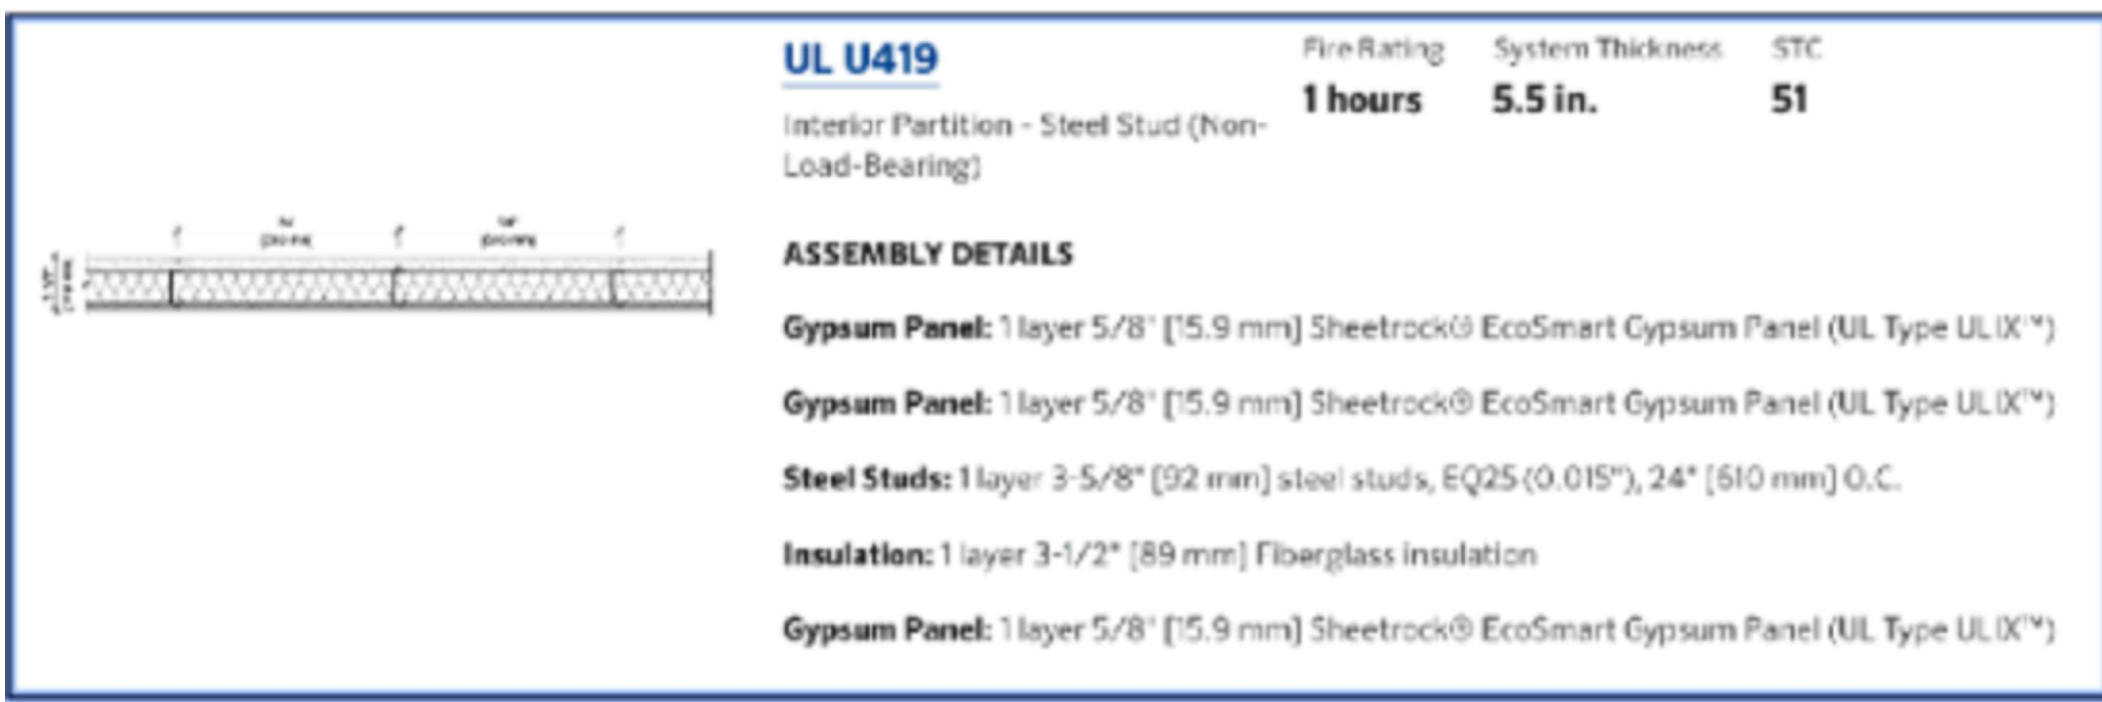 UL U419
Fire Rating
1 hours
System Thickness
5.5 in.
STC
51
Interior Partition - Steel Stud (Non-
Load-Bearing)
ASSEMBLY DETAILS
Gypsum Panel: 1 layer 5/8" [15.9 mm] Sheetrock® EcoSmart Gypsum Panel (UL Type ULIX™)
Gypsum Panel: 1 layer 5/8" [15.9 mm] Sheetrock® EcoSmart Gypsum Panel (UL Type ULIX™)
Steel Studs: 1 layer 3-5/8" [92 mm] steel studs, EQ25 (0.015"), 24" [610 mm] O.C.
Insulation: 1 layer 3-1/2" [89 mm] Fiberglass insulation
Gypsum Panel: 1 layer 5/8" [15.9 mm] Sheetrock® EcoSmart Gypsum Panel (UL Type ULIX™)